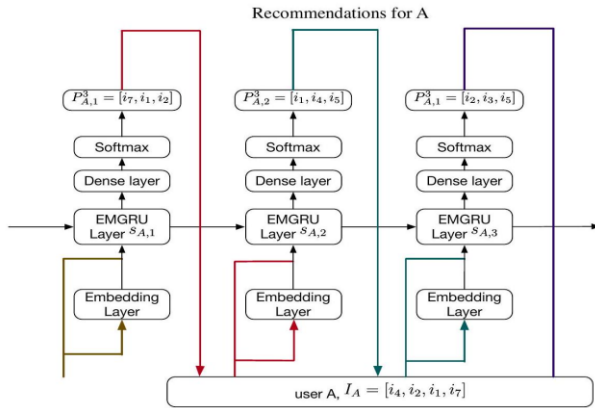 Recommendations for A
$P^3_{A,1} = [i_7, i_1, i_2]$
$P^3_{A,2} = [i_1, i_4, i_5]$
$P^3_{A,1} = [i_2, i_3, i_5]$
Softmax
Softmax
Softmax
Dense layer
Dense layer
Dense layer
EMGRU
Layer $s_{A,1}$
EMGRU
Layer $s_{A,2}$
EMGRU
Layer $s_{A,3}$
Embedding
Layer
Embedding
Layer
Embedding
Layer
user A, $I_A = [i_4, i_2, i_1, i_7]$